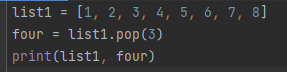 list1 = [1, 2, 3, 4, 5, 6, 7, 8]
four = list1.pop(3)
print(list1, four)